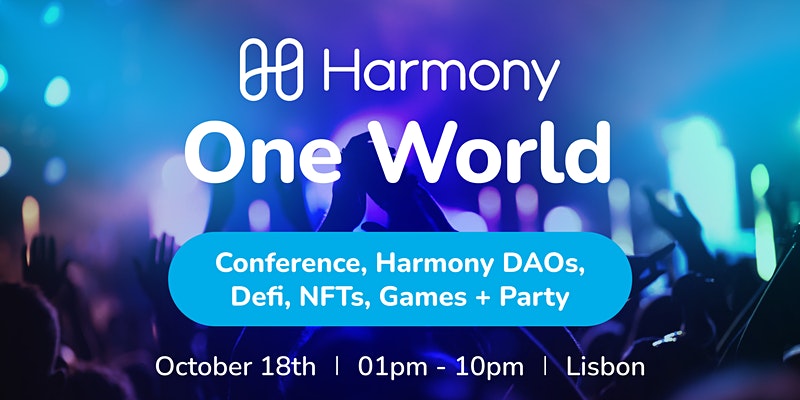 Harmony
One World
Conference, Harmony DAOs,
Defi, NFTs, Games + Party
October 18th | 01pm - 10pm | Lisbon